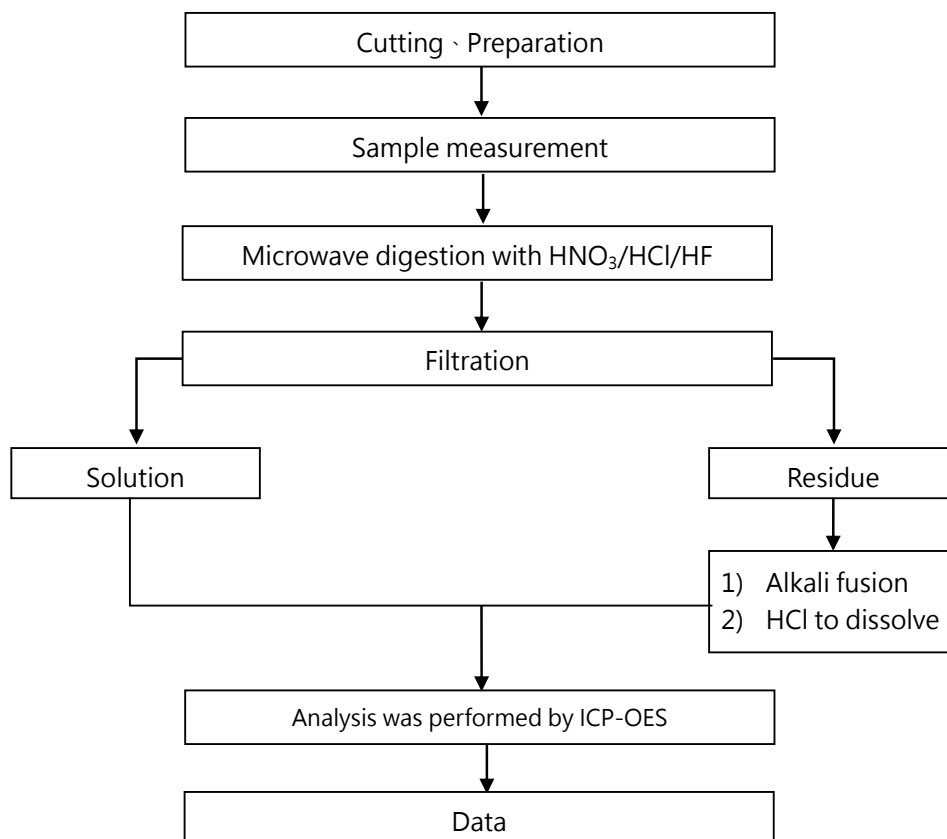 Cutting、Preparation
Sample measurement
Microwave digestion with HNO₃/HCl/HF
Filtration
Solution
Residue
1) Alkali fusion
2) HCl to dissolve
Analysis was performed by ICP-OES
Data